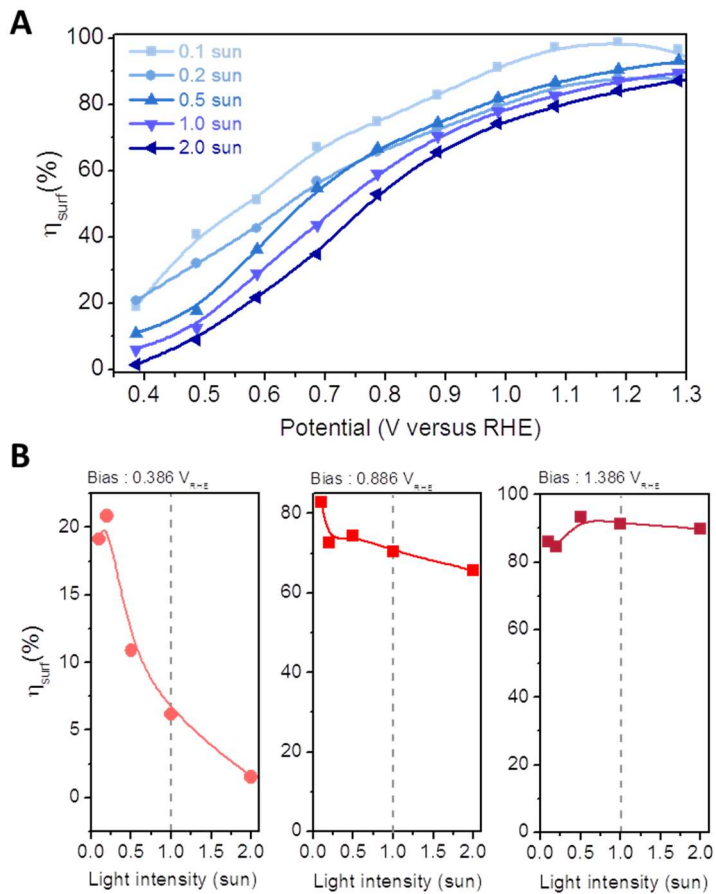 A
100
80
60
40
20
0
η_surf(%)
0.1 sun
0.2 sun
0.5 sun
1.0 sun
2.0 sun
0.4 0.5 0.6 0.7 0.8 0.9 1.0 1.1 1.2 1.3
Potential (V versus RHE)
B
Bias : 0.386 V_RHE
Bias : 0.886 V_RHE
Bias : 1.386 V_RHE
η_surf(%)
20
15
10
5
0
0.0 0.5 1.0 1.5 2.0
Light intensity (sun)
80
60
40
20
0
0.0 0.5 1.0 1.5 2.0
Light intensity (sun)
100
80
60
40
20
0
0.0 0.5 1.0 1.5 2.0
Light intensity (sun)